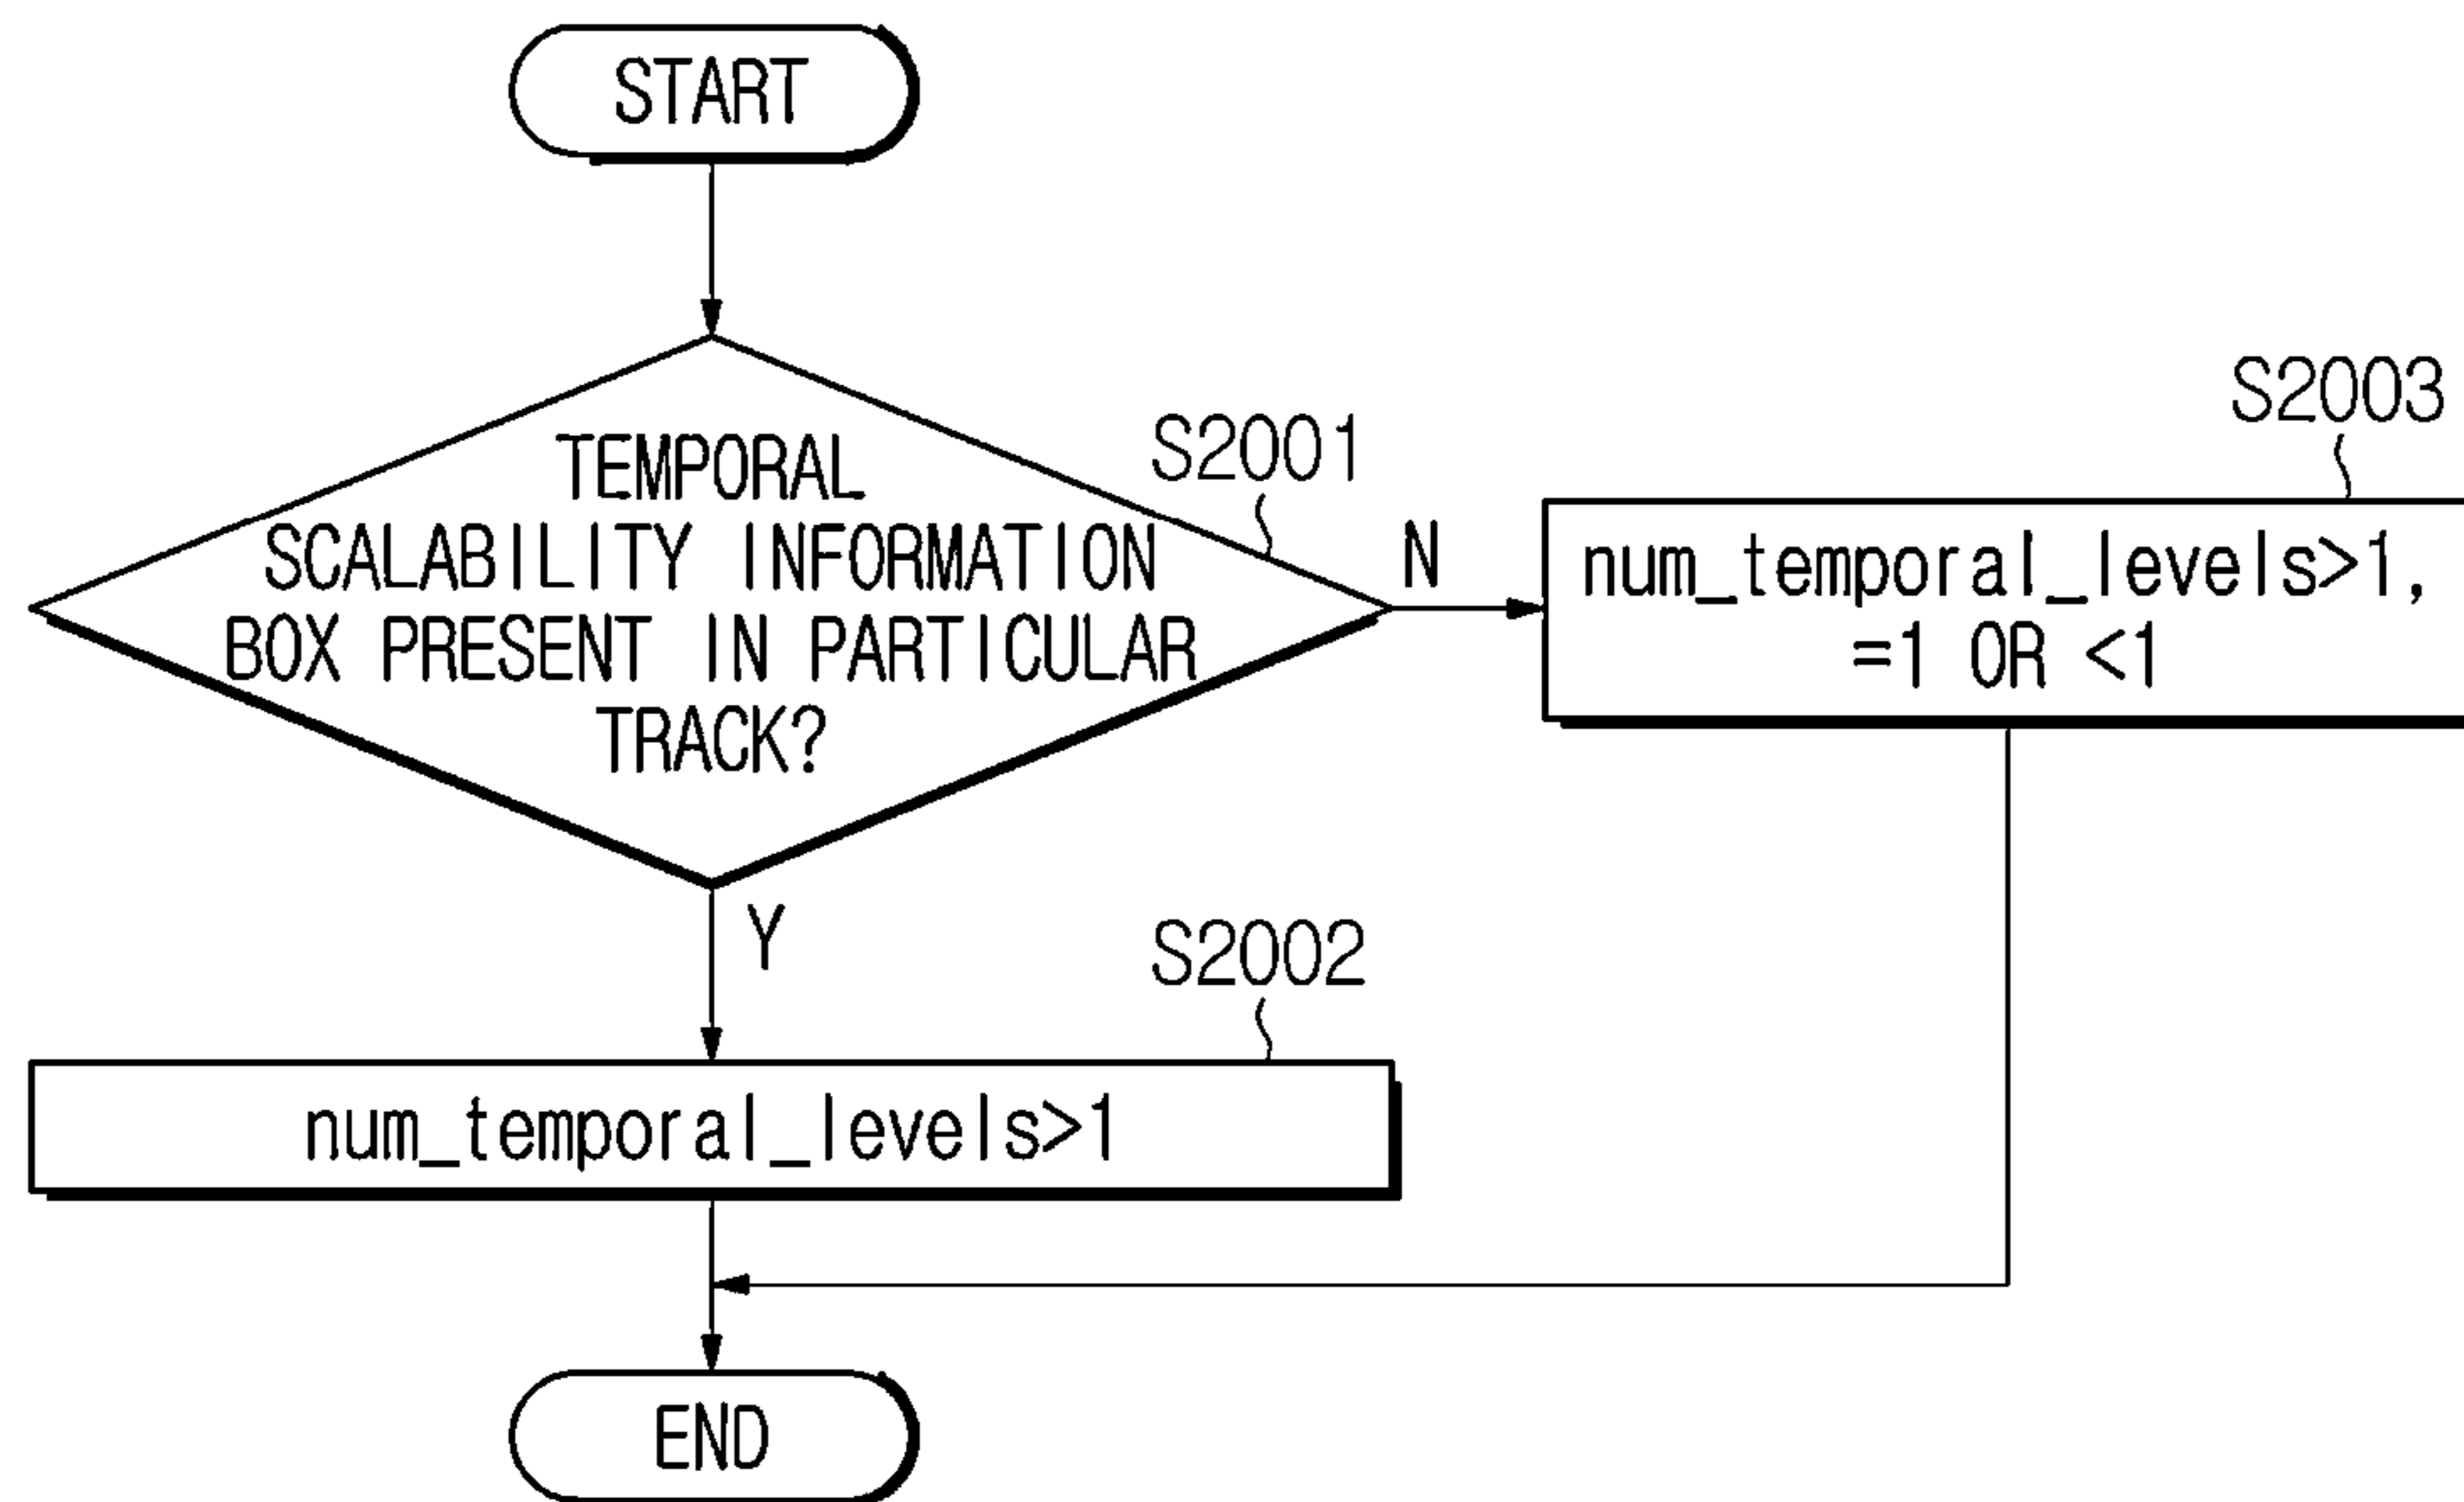 START
S2001
TEMPORAL
SCALABILITY INFORMATION
BOX PRESENT IN PARTICULAR
TRACK?
N
S2003
num_temporal_levels>1,
=1 OR <1
Y
S2002
num_temporal_levels>1
END